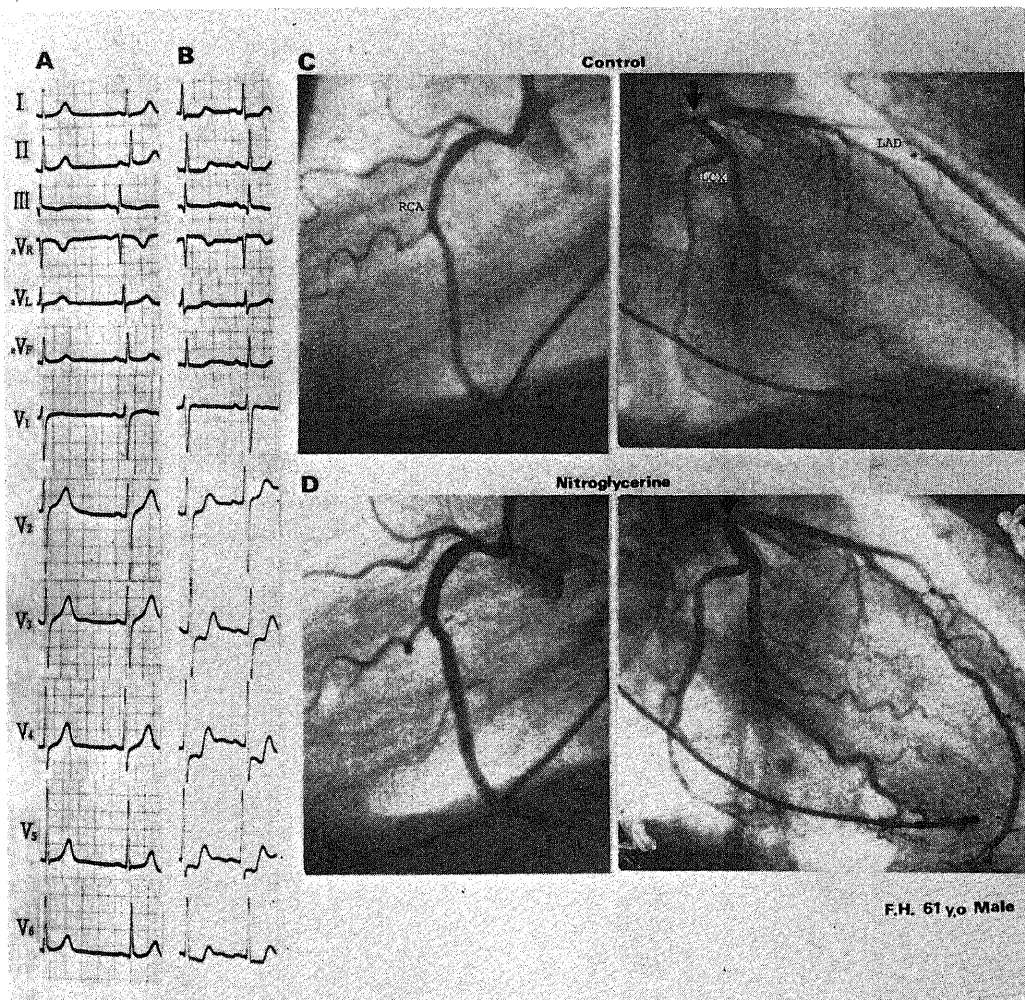 A
B
I
II
III
aVR
aVL
aVF
V1
V2
V3
V4
V5
V6
C
Control
RCA
LCX
LAD
D
Nitroglycerine
F.H. 61 y.o Male